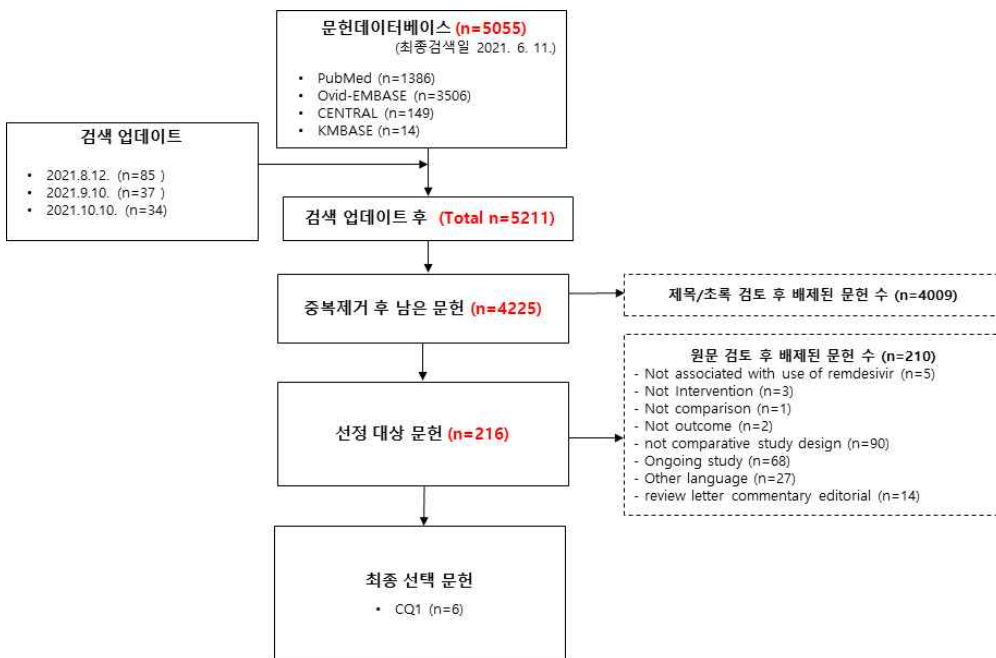 문헌데이터베이스 (n=5055)
(최종검색일 2021. 6. 11.)
• PubMed (n=1386)
• Ovid-EMBASE (n=3506)
• CENTRAL (n=149)
• KMBASE (n=14)
검색 업데이트
• 2021.8.12. (n=85 )
• 2021.9.10. (n=37 )
• 2021.10.10. (n=34)
검색 업데이트 후 (Total n=5211)
중복제거 후 남은 문헌 (n=4225)
제목/초록 검토 후 배제된 문헌 수 (n=4009)
원문 검토 후 배제된 문헌 수 (n=210)
- Not associated with use of remdesivir (n=5)
- Not Intervention (n=3)
- Not comparison (n=1)
- Not outcome (n=2)
- not comparative study design (n=90)
- Ongoing study (n=68)
- Other language (n=27)
- review letter commentary editorial (n=14)
선정 대상 문헌 (n=216)
최종 선택 문헌
• CQ1 (n=6)